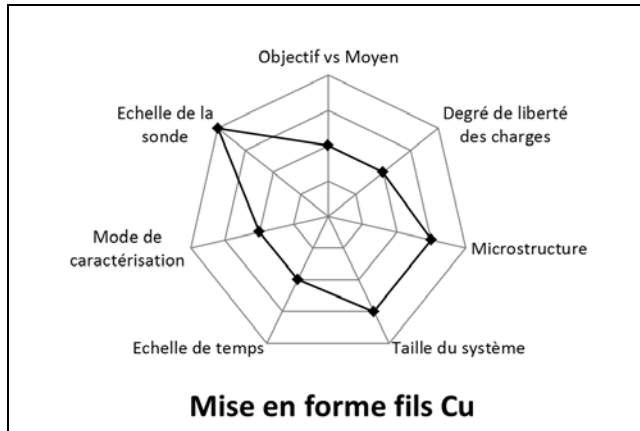 Objectif vs Moyen
Echelle de la
sonde
Degré de liberté
des charges
Mode de
caractérisation
Microstructure
Echelle de temps
Taille du système
Mise en forme fils Cu